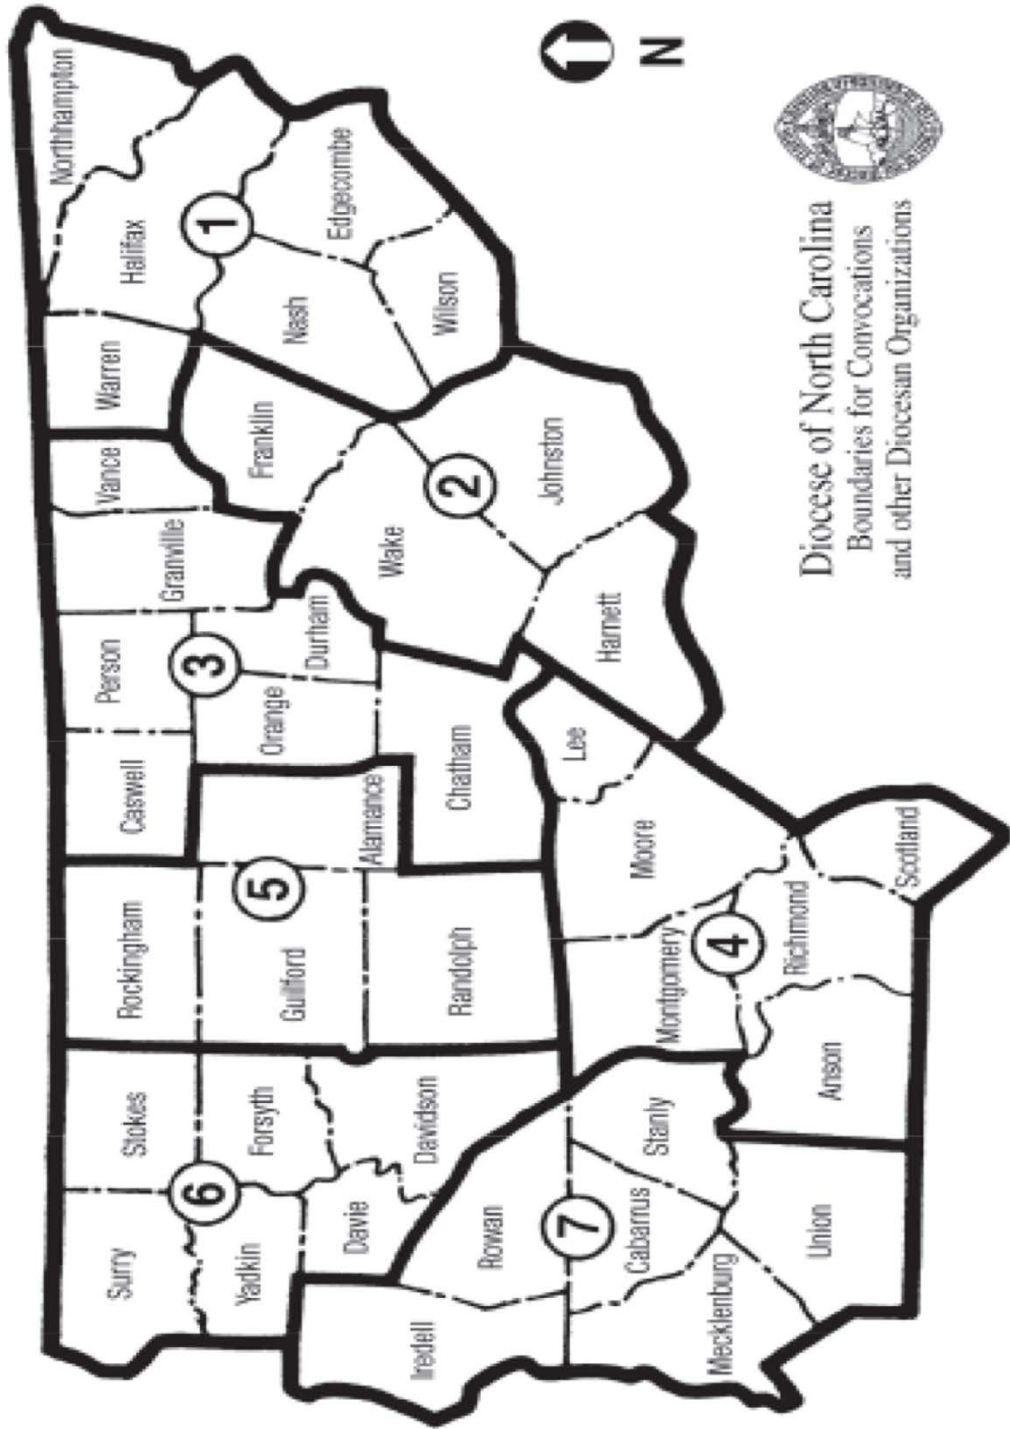 Surry
Stokes
Rockingham
Caswell
Person
Granville
Vance
Warren
Halifax
Northhampton
6
Yadkin
Forsyth
5
Guilford
Alamance
Orange
3
Durham
Franklin
Nash
1
Edgecombe
Iredell
Davie
Davidson
Randolph
Chatham
Wake
2
Wilson
Rowan
7
Lee
Harnett
Johnston
Cabarrus
Stanly
Montgomery
Moore
4
Mecklenburg
Union
Anson
Richmond
Scotland
N
Diocese of North Carolina
Boundaries for Convocations
and other Diocesan Organizations